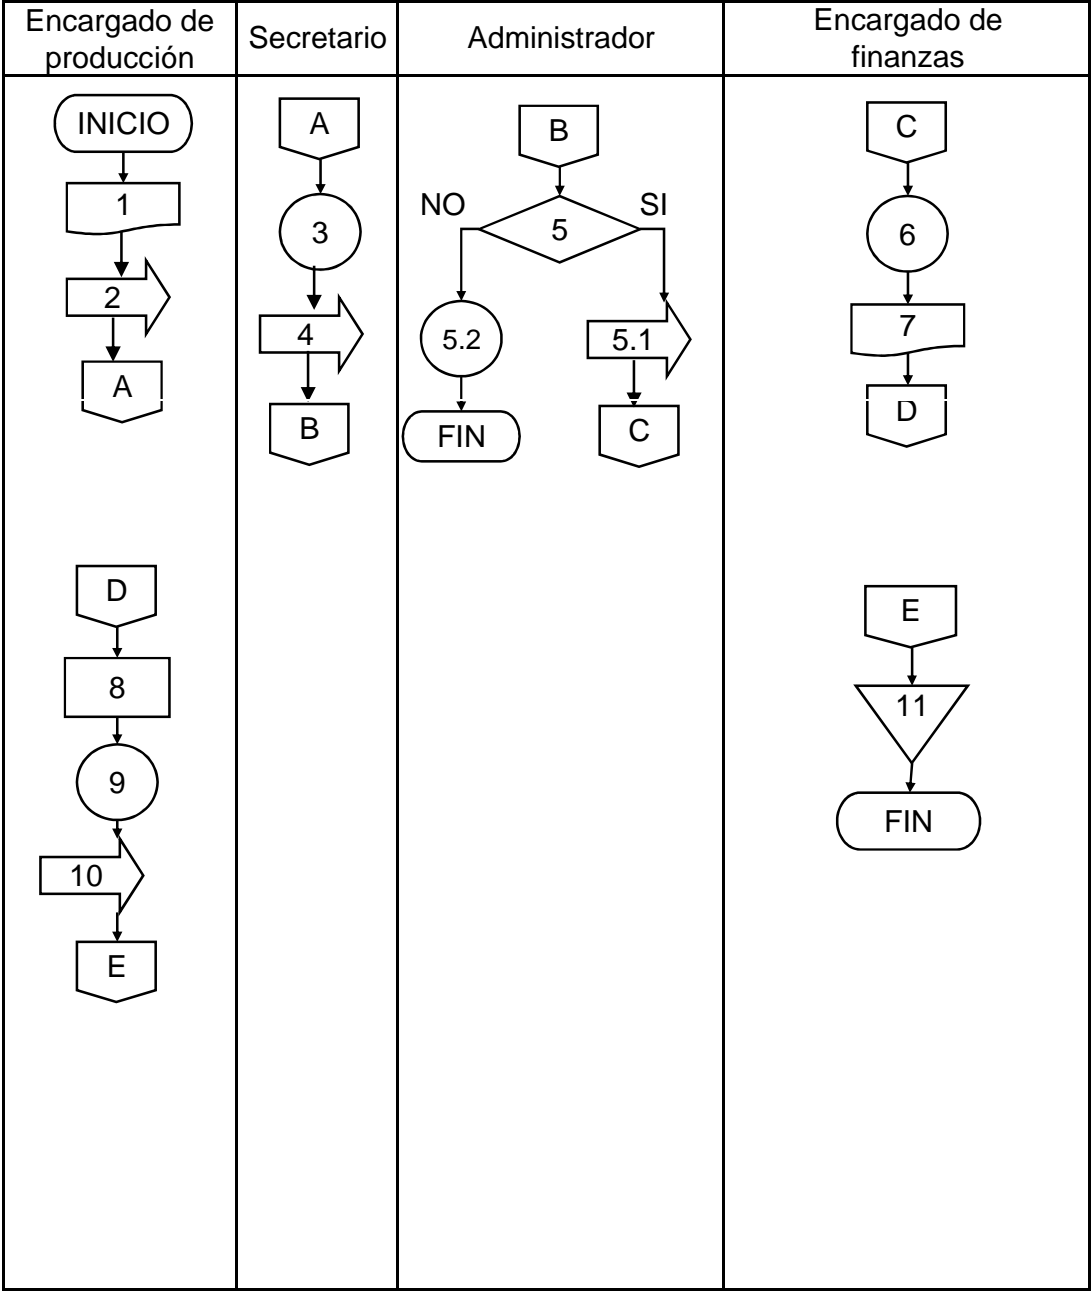 Encargado de
producción
Secretario
Administrador
Encargado de
finanzas
INICIO
1
2
A
A
3
4
B
B
NO
SI
5
5.2
5.1
FIN
C
C
6
7
D
D
8
9
10
E
E
11
FIN